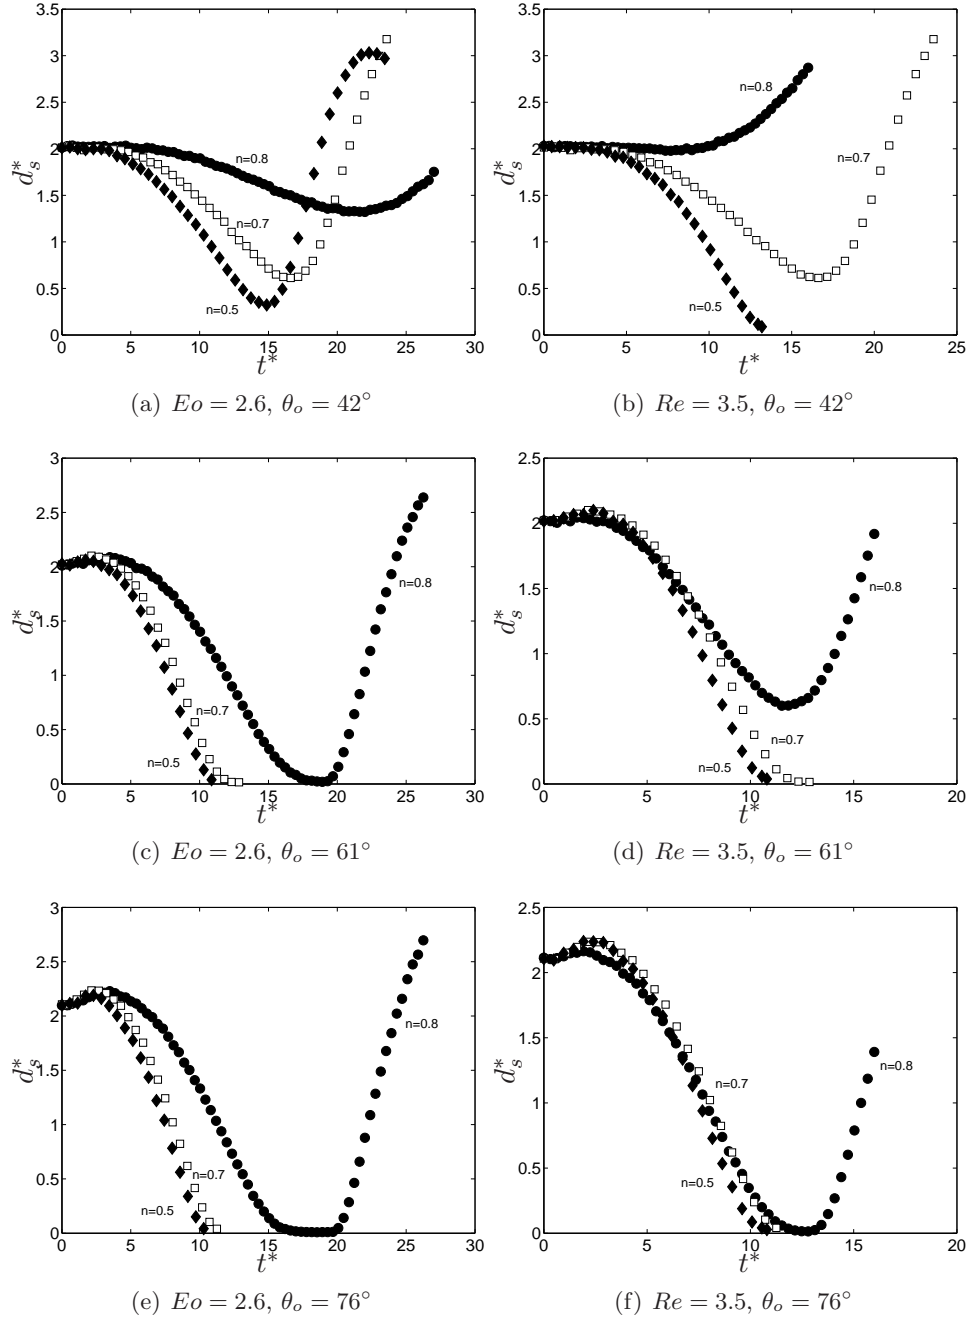 3.5
3
2.5
2
1.5
1
0.5
0
0 5 10 15 20 25 30
d*s
t*
n=0.8
n=0.7
n=0.5
(a) Eo = 2.6, θo = 42°
3.5
3
2.5
2
1.5
1
0.5
0
0 5 10 15 20 25
d*s
t*
n=0.8
n=0.7
n=0.5
(b) Re = 3.5, θo = 42°
3
2.5
2
1.5
1
0.5
0
0 5 10 15 20 25 30
d*s
t*
n=0.8
n=0.7
n=0.5
(c) Eo = 2.6, θo = 61°
2.5
2
1.5
1
0.5
0
0 5 10 15 20
d*s
t*
n=0.8
n=0.7
n=0.5
(d) Re = 3.5, θo = 61°
3
2.5
2
1.5
1
0.5
0
0 5 10 15 20 25 30
d*s
t*
n=0.8
n=0.7
n=0.5
(e) Eo = 2.6, θo = 76°
2.5
2
1.5
1
0.5
0
0 5 10 15 20
d*s
t*
n=0.8
n=0.7
n=0.5
(f) Re = 3.5, θo = 76°